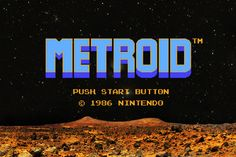 METROID™
PUSH START BUTTON
© 1986 NINTENDO